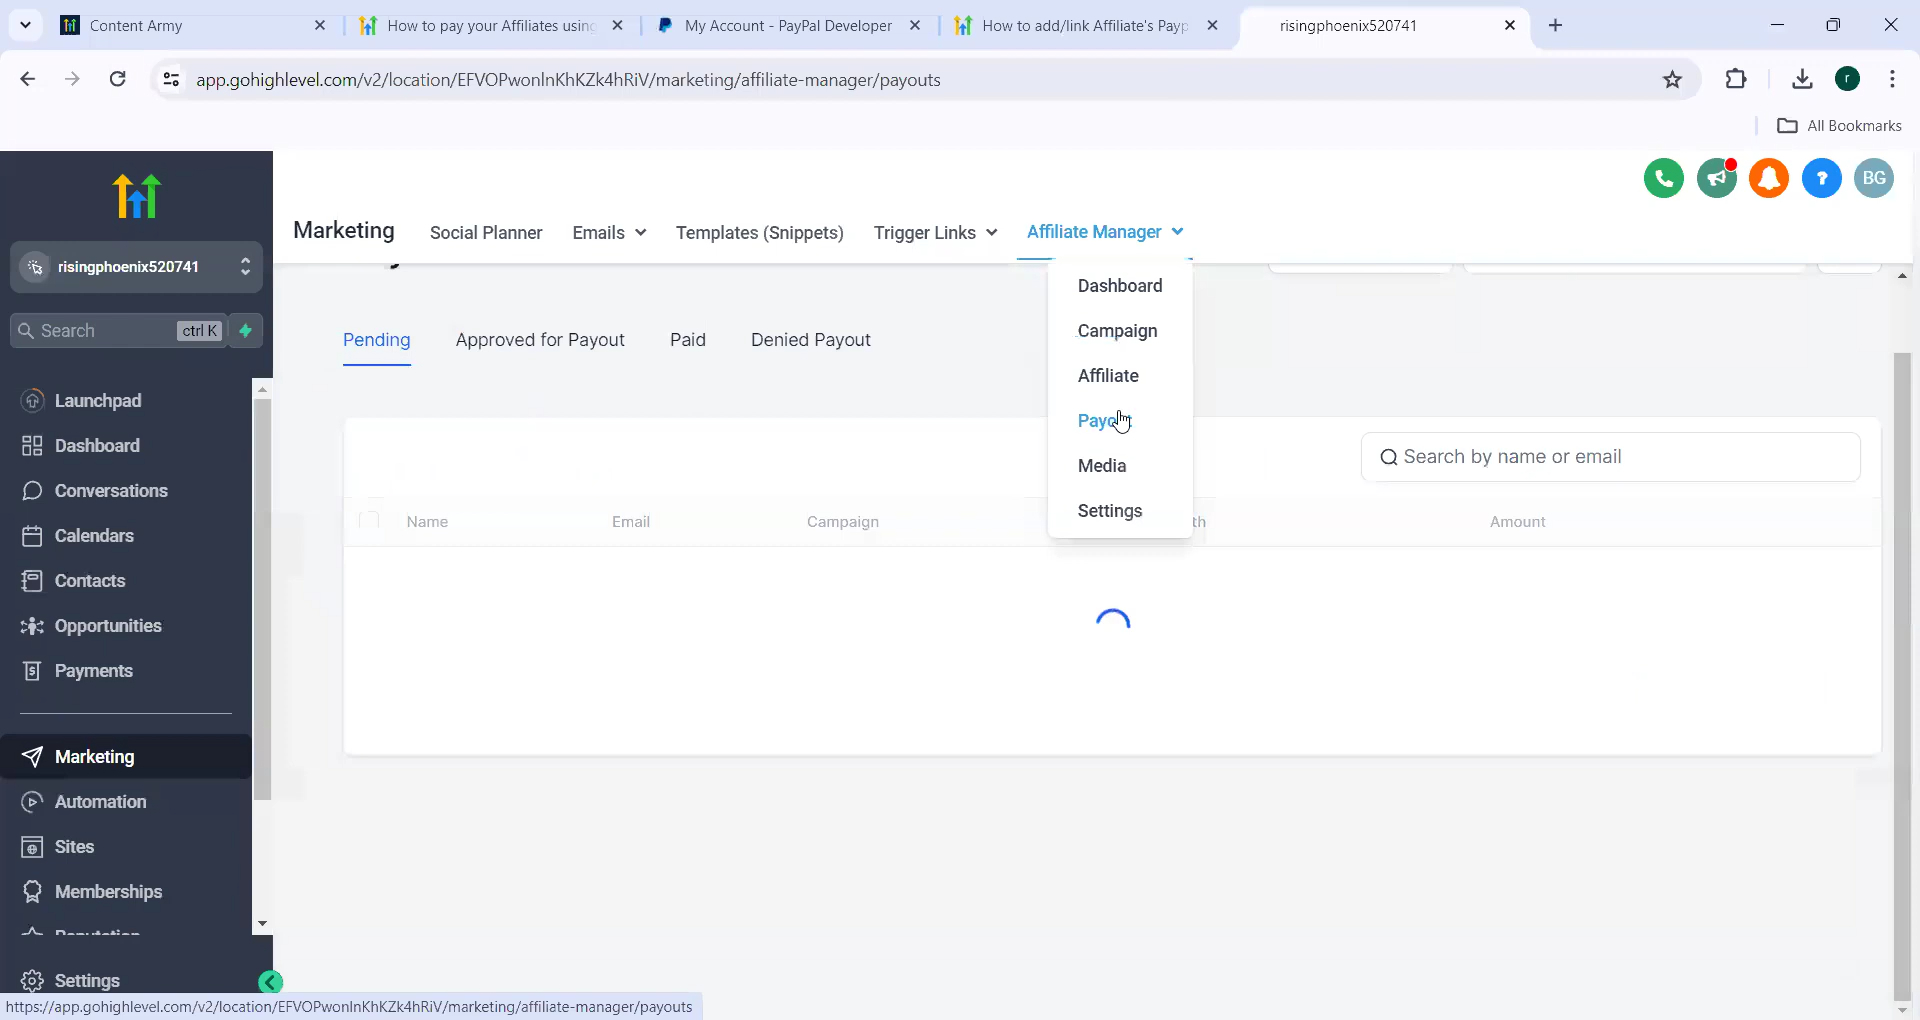 Content Army
How to pay your Affiliates using
My Account - PayPal Developer
How to add/link Affiliate's Payp
risingphoenix520741
app.gohighlevel.com/v2/location/EFVOPwonlnKhKZk4hRiV/marketing/affiliate-manager/payouts
r
All Bookmarks
BG
Marketing
Social Planner
Emails
Templates (Snippets)
Trigger Links
Affiliate Manager
risingphoenix520741
Search
ctrl K
Dashboard
Campaign
Affiliate
Payout
Media
Settings
Pending
Approved for Payout
Paid
Denied Payout
Search by name or email
Name
Email
Campaign
th
Amount
Launchpad
Dashboard
Conversations
Calendars
Contacts
Opportunities
Payments
Marketing
Automation
Sites
Memberships
Reputation
Settings
https://app.gohighlevel.com/v2/location/EFVOPwonlnKhKZk4hRiV/marketing/affiliate-manager/payouts